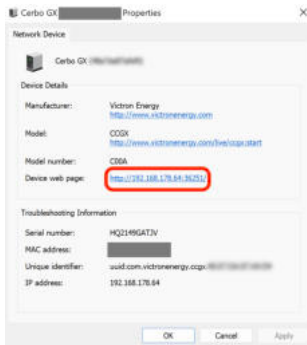 Cerbo GX
Properties
Network Device
Cerbo GX
Device Details
Manufacturer: Victron Energy
http://www.victronenergy.com
Model: CCGX
http://www.victronenergy.com/live/ccgx:start
Model number: C00A
Device web page: http://192.168.178.64:36251/
Troubleshooting Information
Serial number: HQ2149GATJV
MAC address:
Unique identifier: uuid:com.victronenergy.ccgx
IP address: 192.168.178.64
OK Cancel Apply